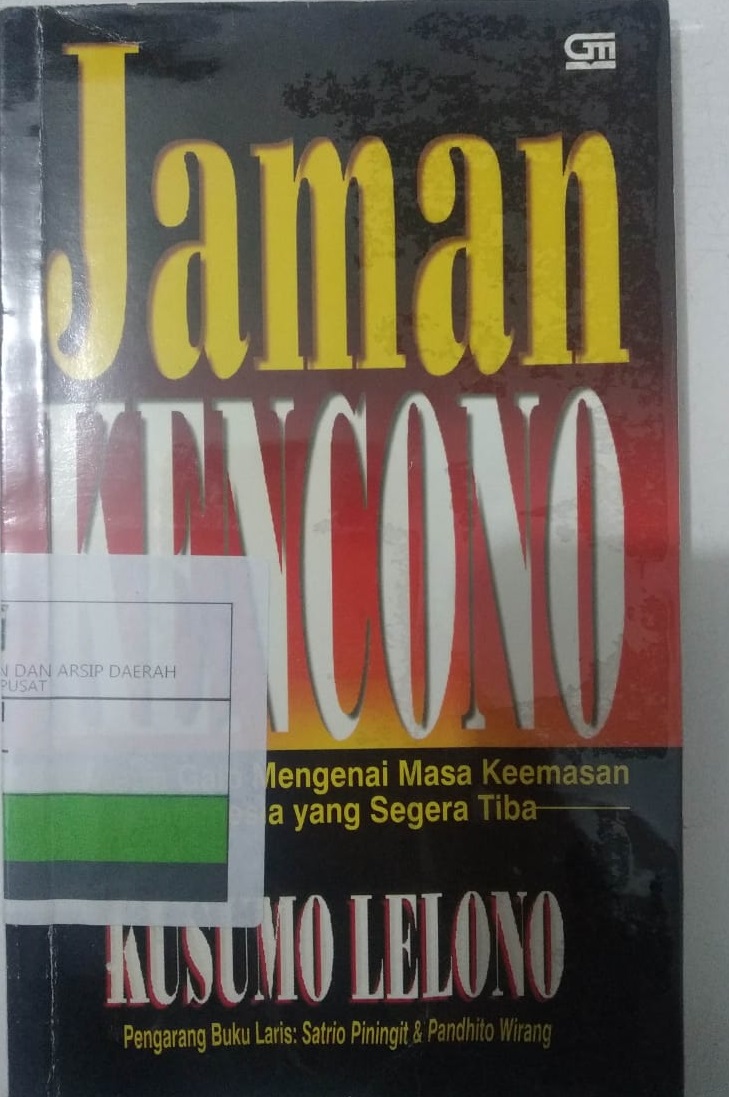 GM
Jaman
KENCONO
N DAN ARSIP DAERAH
PUSAT
Mengenai Masa Keemasan
a yang Segera Tiba
KUSUMO LELONO
Pengarang Buku Laris: Satrio Piningit & Pandhito Wirang